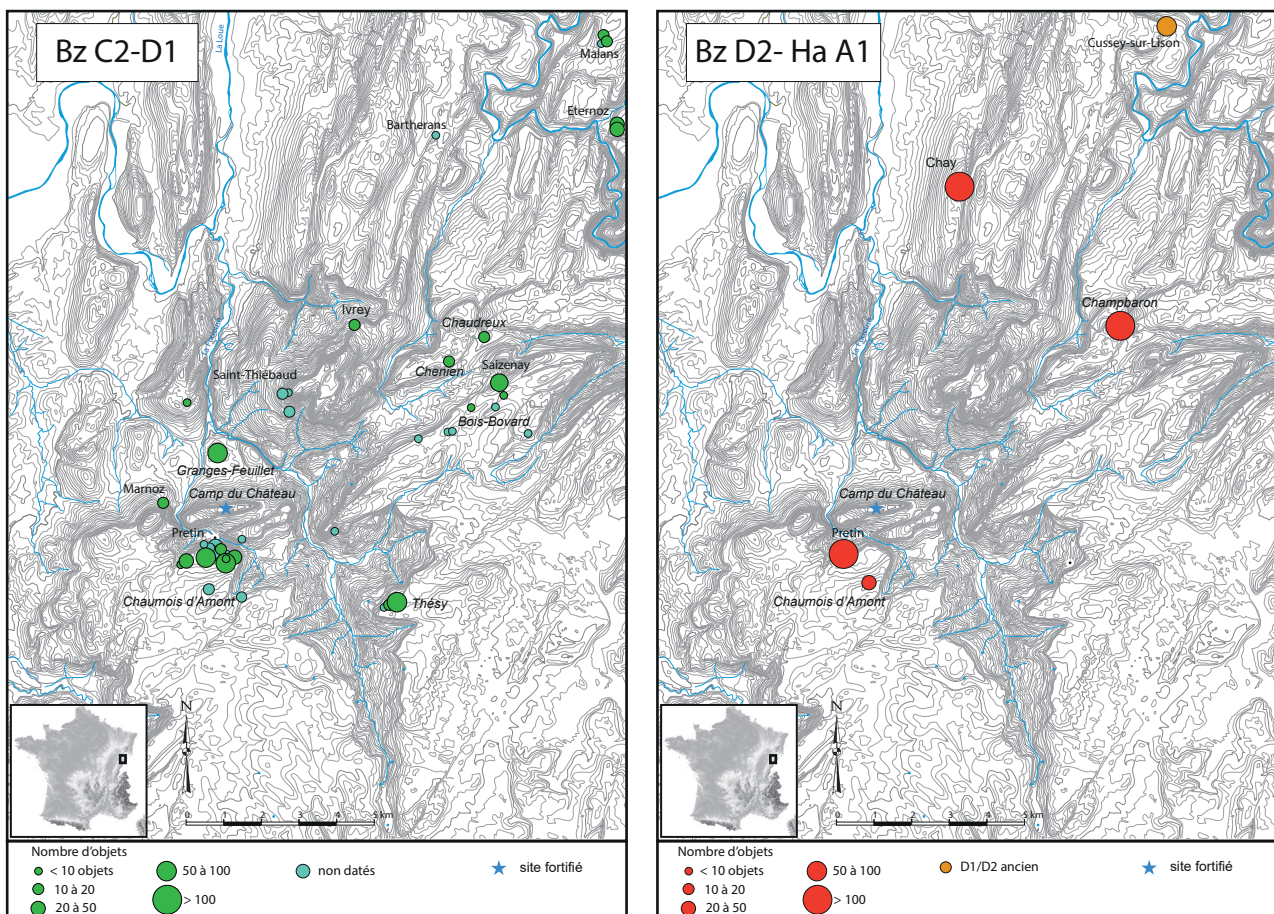 Bz C2-D1
La Loue
Malans
Eternoz
Bartherans
Ivrey
Chaudreux
Chenien
Saizenay
Saint-Thiébaud
Bois-Bovard
Granges-Feuillet
Marnoz
Camp du Château
Pretin
Chaumois d'Amont
Thésy
N
0 1 2 3 4 5 km
Nombre d'objets
< 10 objets
10 à 20
20 à 50
50 à 100
> 100
non datés
site fortifié
Bz D2- Ha A1
Cussey-sur-Lison
Chay
Champbaron
Camp du Château
Pretin
Chaumois d'Amont
N
0 1 2 3 4 5 km
Nombre d'objets
< 10 objets
10 à 20
20 à 50
50 à 100
> 100
D1/D2 ancien
site fortifié